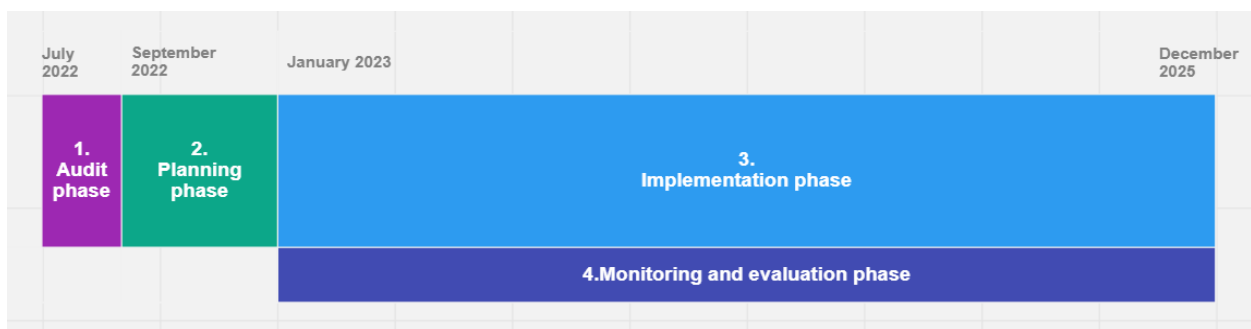 July
2022
September
2022
January 2023
December
2025
1.
Audit
phase
2.
Planning
phase
3.
Implementation phase
4.Monitoring and evaluation phase